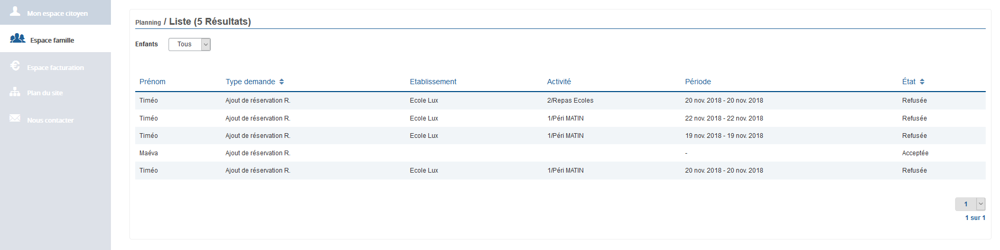 Mon espace citoyen
Espace famille
Espace facturation
Plan du site
Nous contacter
Planning / Liste (5 Résultats)
Enfants Tous
Prénom Type demande Etablissement Activité Période État
Timéo Ajout de réservation R. Ecole Lux 2/Repas Ecoles 20 nov. 2018 - 20 nov. 2018 Refusée
Timéo Ajout de réservation R. Ecole Lux 1/Péri MATIN 22 nov. 2018 - 22 nov. 2018 Refusée
Timéo Ajout de réservation R. Ecole Lux 1/Péri MATIN 19 nov. 2018 - 19 nov. 2018 Refusée
Maéva Ajout de réservation R. - Acceptée
Timéo Ajout de réservation R. Ecole Lux 1/Péri MATIN 20 nov. 2018 - 20 nov. 2018 Refusée
1
1 sur 1